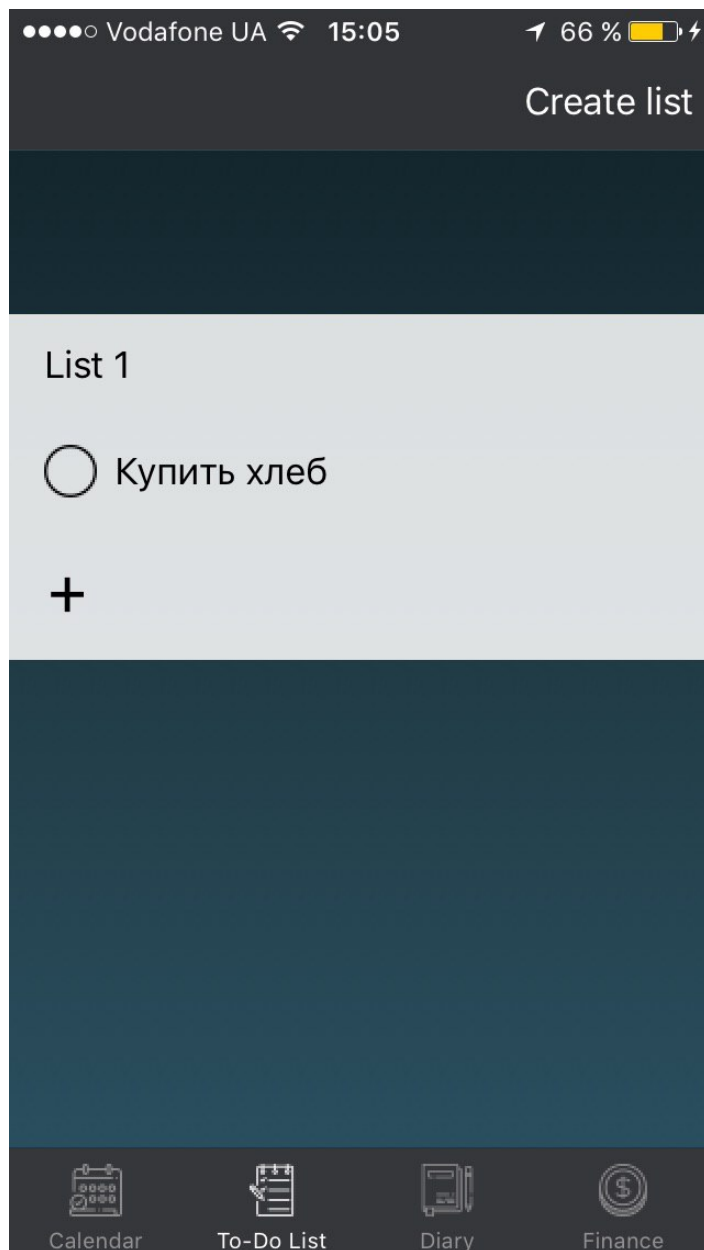 Vodafone UA 15:05 66 %
Create list
List 1
Купить хлеб
+
Calendar To-Do List Diary Finance